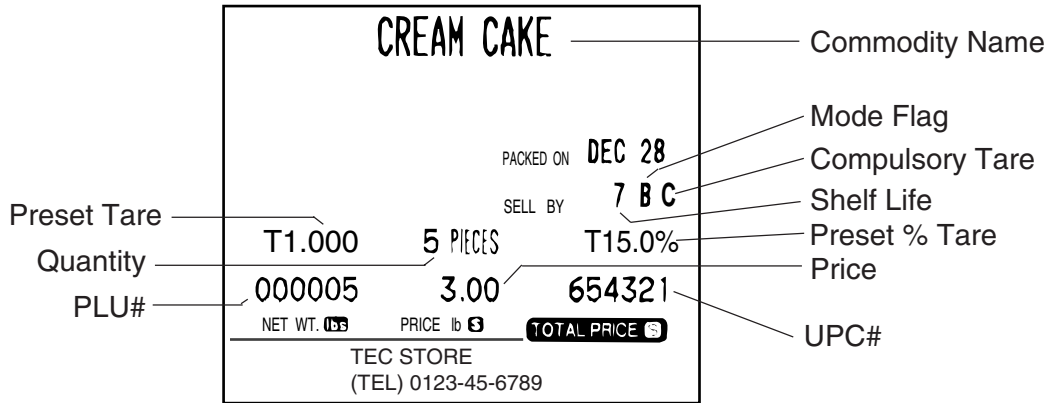 CREAM CAKE
Commodity Name
Mode Flag
PACKED ON DEC 28
Compulsory Tare
SELL BY 7 B C
Shelf Life
Preset Tare
T1.000 5 PIECES T15.0%
Preset % Tare
Quantity
Price
PLU#
000005 3.00 654321
NET WT. lbs PRICE lb $ TOTAL PRICE $
UPC#
TEC STORE
(TEL) 0123-45-6789